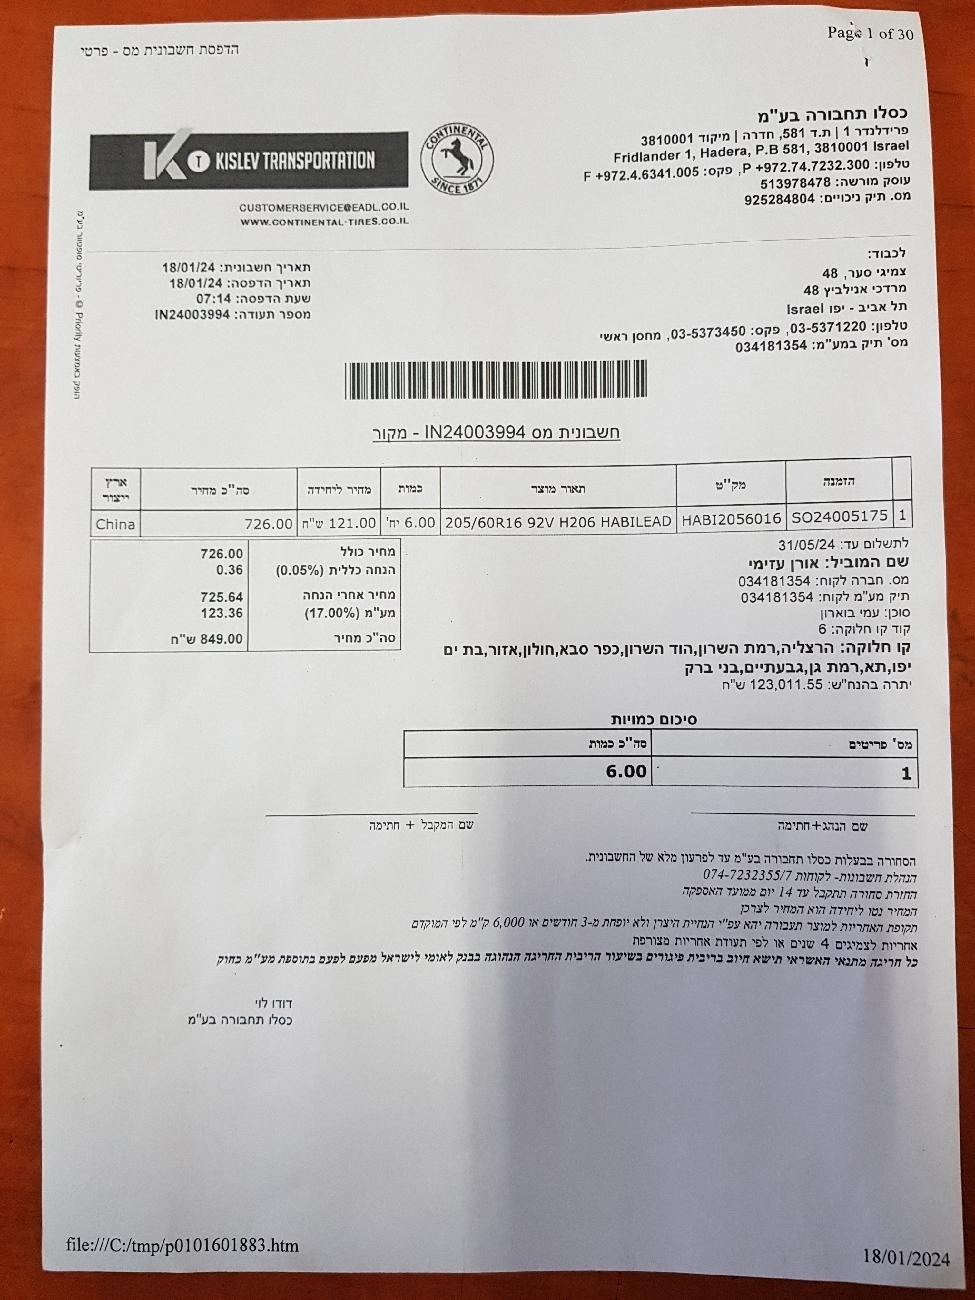 הדפסת חשבונית מס - פרטי
Page 1 of 30
כסלו תחבורה בע"מ
פרידלנדר 1 | ת.ד 581, חדרה | מיקוד 3810001
Fridlander 1, Hadera, P.B 581, 3810001 Israel
טלפון: P +972.74.7232.300, פקס: F +972.4.6341.005
עוסק מורשה: 513978478
מס. תיק ניכויים: 925284804
K T KISLEV TRANSPORTATION
CONTINENTAL
SINCE 1871
CUSTOMERSERVICE@EADL.CO.IL
WWW.CONTINENTAL-TIRES.CO.IL
לכבוד:
צמיגי סער, 48
מרדכי אנילביץ 48
תל אביב - יפו Israel
טלפון: 03-5371220, פקס: 03-5373450, מחסן ראשי
מס' תיק במע"מ: 034181354
תאריך חשבונית: 18/01/24
תאריך הדפסה: 18/01/24
שעת הדפסה: 07:14
מספר תעודה: IN24003994
הופק באמצעות Priority © -
חשבונית מס IN24003994 - מקור
הזמנה מק"ט תאור מוצר כמות מחיר ליחידה סה"כ מחיר ארץ ייצור
1 SO24005175 HABI2056016 205/60R16 92V H206 HABILEAD 6.00 יח' 121.00 ש"ח 726.00 China
לתשלום עד: 31/05/24
שם המוביל: אורן עזימי
מס. חברה לקוח: 034181354
תיק מע"מ לקוח: 034181354
סוכן: עמי בוארון
קוד קו חלוקה: 6
קו חלוקה: הרצליה,רמת השרון,הוד השרון,כפר סבא,חולון,אזור,בת ים
יפו,תא,רמת גן,גבעתיים,בני ברק
יתרה בהנח"ש: 123,011.55 ש"ח
מחיר כולל 726.00
הנחה כללית (0.05%) 0.36
מחיר אחרי הנחה 725.64
מע"מ (17.00%) 123.36
סה"כ מחיר 849.00 ש"ח
סיכום כמויות
מס' פריטים סה"כ כמות
1 6.00
שם הנהג+חתימה
שם המקבל + חתימה
הסחורה בבעלות כסלו תחבורה בע"מ עד לפרעון מלא של החשבונית.
הנהלת חשבונות- לקוחות 074-7232355/7
החזרת סחורה תתקבל עד 14 יום ממועד האספקה
המחיר נטו ליחידה הוא המחיר לצרכן
תקופת האחריות למוצר תעבורה יהא עפ"י הנחיית היצרן ולא יופחת מ-3 חודשים או 6,000 ק"מ לפי המוקדם
אחריות לצמיגים 4 שנים או לפי תעודת אחריות מצורפת
כל חריגה מתנאי האשראי תישא חיוב בריבית פיגורים בשיעור הריבית החריגה הנהוגה בבנק לאומי לישראל מפעם לפעם בתוספת מע"מ כחוק
דודו לוי
כסלו תחבורה בע"מ
file:///C:/tmp/p0101601883.htm
18/01/2024